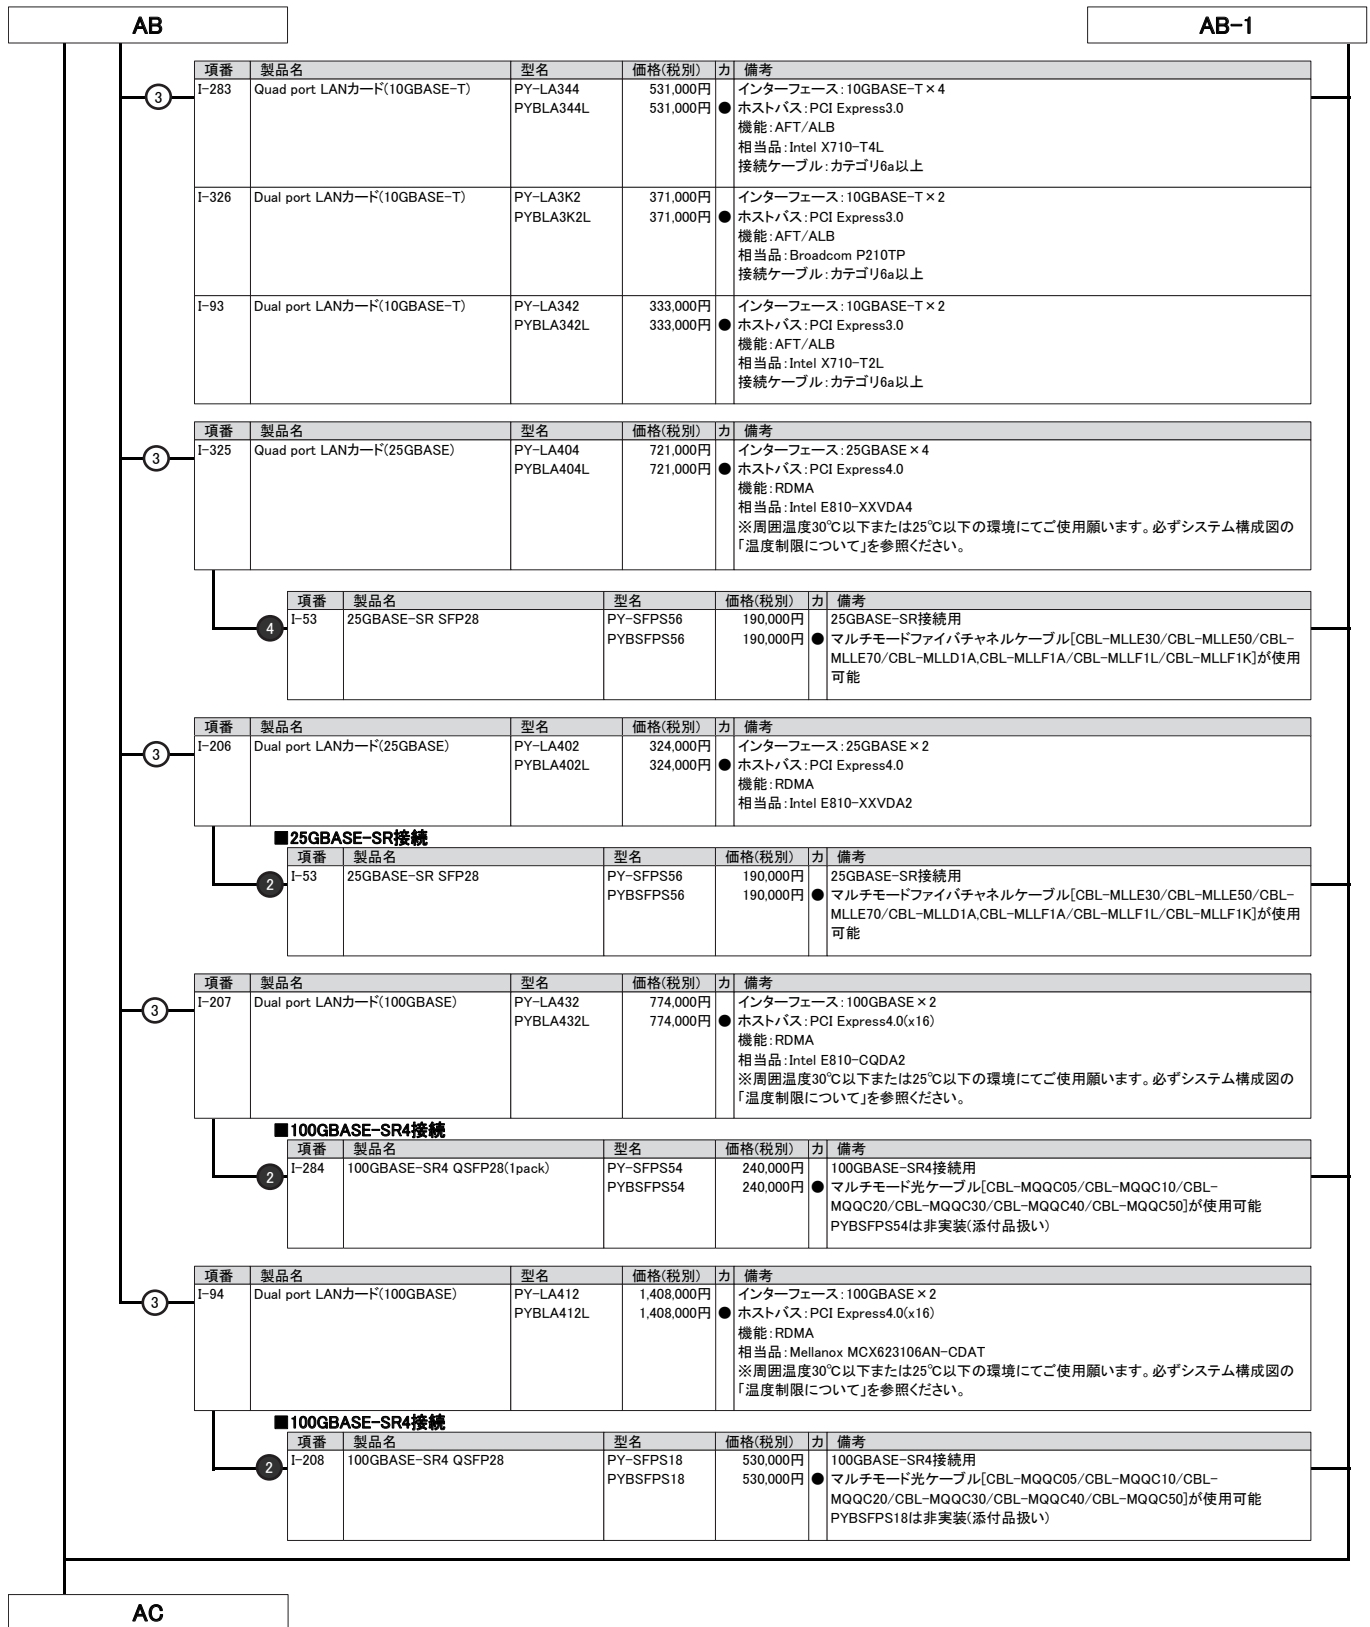 AB
AB-1
項番 製品名 型名 価格(税別) カ 備考
3
I-283 Quad port LANカード(10GBASE-T) PY-LA344 531,000円 インターフェース:10GBASE-T×4
PYBLA344L 531,000円 ● ホストバス:PCI Express3.0
機能:AFT/ALB
相当品:Intel X710-T4L
接続ケーブル:カテゴリ6a以上
I-326 Dual port LANカード(10GBASE-T) PY-LA3K2 371,000円 インターフェース:10GBASE-T×2
PYBLA3K2L 371,000円 ● ホストバス:PCI Express3.0
機能:AFT/ALB
相当品:Broadcom P210TP
接続ケーブル:カテゴリ6a以上
I-93 Dual port LANカード(10GBASE-T) PY-LA342 333,000円 インターフェース:10GBASE-T×2
PYBLA342L 333,000円 ● ホストバス:PCI Express3.0
機能:AFT/ALB
相当品:Intel X710-T2L
接続ケーブル:カテゴリ6a以上
項番 製品名 型名 価格(税別) カ 備考
3
I-325 Quad port LANカード(25GBASE) PY-LA404 721,000円 インターフェース:25GBASE×4
PYBLA404L 721,000円 ● ホストバス:PCI Express4.0
機能:RDMA
相当品:Intel E810-XXVDA4
※周囲温度30℃以下または25℃以下の環境にてご使用願います。必ずシステム構成図の
「温度制限について」を参照ください。
項番 製品名 型名 価格(税別) カ 備考
4
I-53 25GBASE-SR SFP28 PY-SFPS56 190,000円 25GBASE-SR接続用
PYBSFPS56 190,000円 ● マルチモードファイバチャネルケーブル[CBL-MLLE30/CBL-MLLE50/CBL-
MLLE70/CBL-MLLD1A,CBL-MLLF1A/CBL-MLLF1L/CBL-MLLF1K]が使用
可能
項番 製品名 型名 価格(税別) カ 備考
3
I-206 Dual port LANカード(25GBASE) PY-LA402 324,000円 インターフェース:25GBASE×2
PYBLA402L 324,000円 ● ホストバス:PCI Express4.0
機能:RDMA
相当品:Intel E810-XXVDA2
■25GBASE-SR接続
項番 製品名 型名 価格(税別) カ 備考
2
I-53 25GBASE-SR SFP28 PY-SFPS56 190,000円 25GBASE-SR接続用
PYBSFPS56 190,000円 ● マルチモードファイバチャネルケーブル[CBL-MLLE30/CBL-MLLE50/CBL-
MLLE70/CBL-MLLD1A,CBL-MLLF1A/CBL-MLLF1L/CBL-MLLF1K]が使用
可能
項番 製品名 型名 価格(税別) カ 備考
3
I-207 Dual port LANカード(100GBASE) PY-LA432 774,000円 インターフェース:100GBASE×2
PYBLA432L 774,000円 ● ホストバス:PCI Express4.0(x16)
機能:RDMA
相当品:Intel E810-CQDA2
※周囲温度30℃以下または25℃以下の環境にてご使用願います。必ずシステム構成図の
「温度制限について」を参照ください。
■100GBASE-SR4接続
項番 製品名 型名 価格(税別) カ 備考
2
I-284 100GBASE-SR4 QSFP28(1pack) PY-SFPS54 240,000円 100GBASE-SR4接続用
PYBSFPS54 240,000円 ● マルチモード光ケーブル[CBL-MQQC05/CBL-MQQC10/CBL-
MQQC20/CBL-MQQC30/CBL-MQQC40/CBL-MQQC50]が使用可能
PYBSFPS54は非実装(添付品扱い)
項番 製品名 型名 価格(税別) カ 備考
3
I-94 Dual port LANカード(100GBASE) PY-LA412 1,408,000円 インターフェース:100GBASE×2
PYBLA412L 1,408,000円 ● ホストバス:PCI Express4.0(x16)
機能:RDMA
相当品:Mellanox MCX623106AN-CDAT
※周囲温度30℃以下または25℃以下の環境にてご使用願います。必ずシステム構成図の
「温度制限について」を参照ください。
■100GBASE-SR4接続
項番 製品名 型名 価格(税別) カ 備考
2
I-208 100GBASE-SR4 QSFP28 PY-SFPS18 530,000円 100GBASE-SR4接続用
PYBSFPS18 530,000円 ● マルチモード光ケーブル[CBL-MQQC05/CBL-MQQC10/CBL-
MQQC20/CBL-MQQC30/CBL-MQQC40/CBL-MQQC50]が使用可能
PYBSFPS18は非実装(添付品扱い)
AC